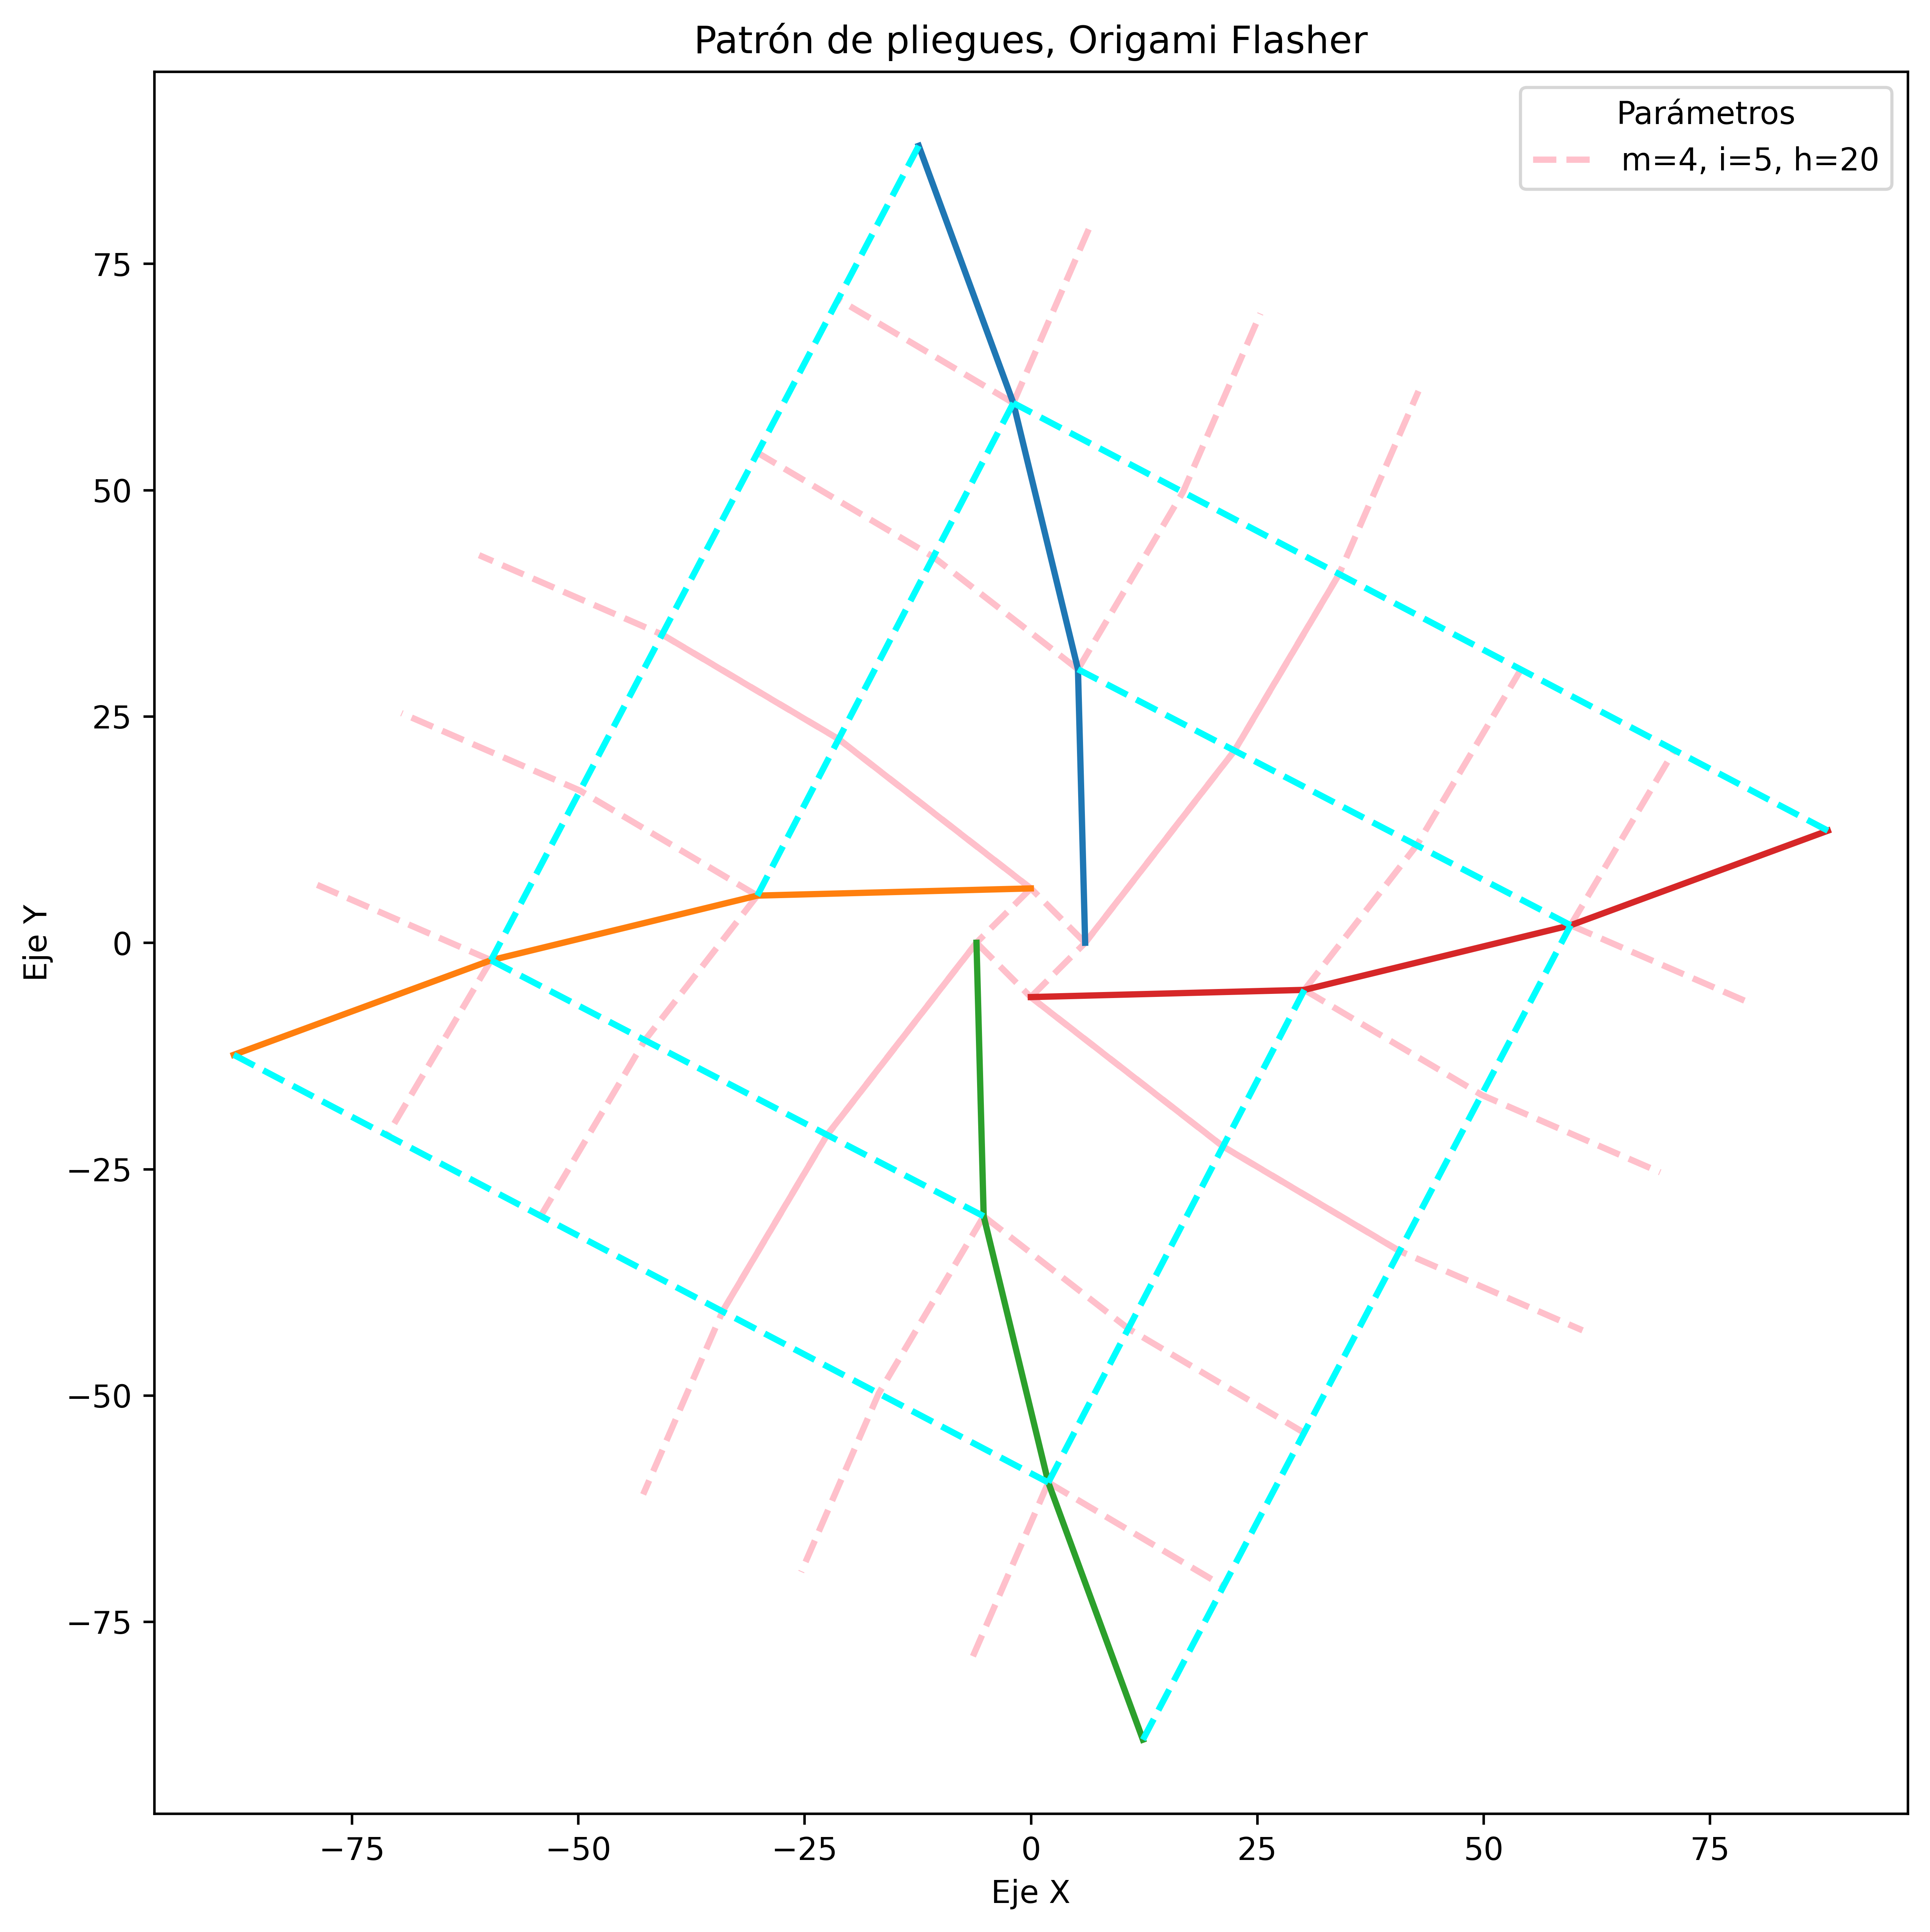 Patrón de pliegues, Origami Flasher
Parámetros
m=4, i=5, h=20
75
50
25
0
−25
−50
−75
Eje Y
−75 −50 −25 0 25 50 75
Eje X